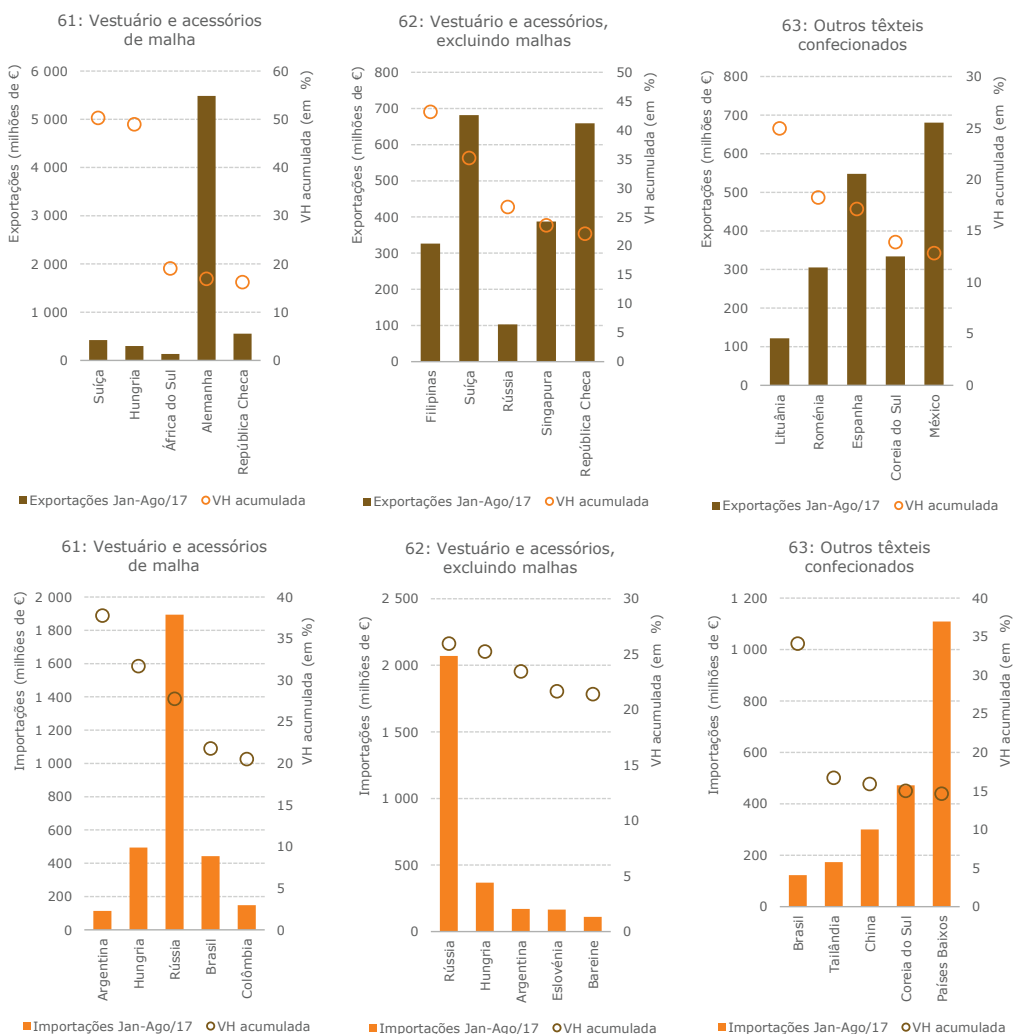 61: Vestuário e acessórios
de malha
Exportações (milhões de €)
6 000
5 000
4 000
3 000
2 000
1 000
0
60
50
40
30
20
10
0
VH acumulada (em %)
Suíça
Hungria
África do Sul
Alemanha
República Checa
Exportações Jan-Ago/17 VH acumulada
62: Vestuário e acessórios,
excluindo malhas
Exportações (milhões de €)
800
700
600
500
400
300
200
100
0
50
45
40
35
30
25
20
15
10
5
0
VH acumulada (em %)
Filipinas
Suíça
Rússia
Singapura
República Checa
Exportações Jan-Ago/17 VH acumulada
63: Outros têxteis
confecionados
Exportações (milhões de €)
800
700
600
500
400
300
200
100
0
30
25
20
15
10
5
0
VH acumulada (em %)
Lituânia
Roménia
Espanha
Coreia do Sul
México
Exportações Jan-Ago/17 VH acumulada
61: Vestuário e acessórios
de malha
Importações (milhões de €)
2 000
1 800
1 600
1 400
1 200
1 000
800
600
400
200
0
40
35
30
25
20
15
10
5
0
VH acumulada (em %)
Argentina
Hungria
Rússia
Brasil
Colômbia
Importações Jan-Ago/17 VH acumulada
62: Vestuário e acessórios,
excluindo malhas
Importações (milhões de €)
2 500
2 000
1 500
1 000
500
0
30
25
20
15
10
5
0
VH acumulada (em %)
Rússia
Hungria
Argentina
Eslovénia
Bareine
Importações Jan-Ago/17 VH acumulada
63: Outros têxteis
confecionados
Importações (milhões de €)
1 200
1 000
800
600
400
200
0
40
35
30
25
20
15
10
5
0
VH acumulada (em %)
Brasil
Tailândia
China
Coreia do Sul
Países Baixos
Importações Jan-Ago/17 VH acumulada